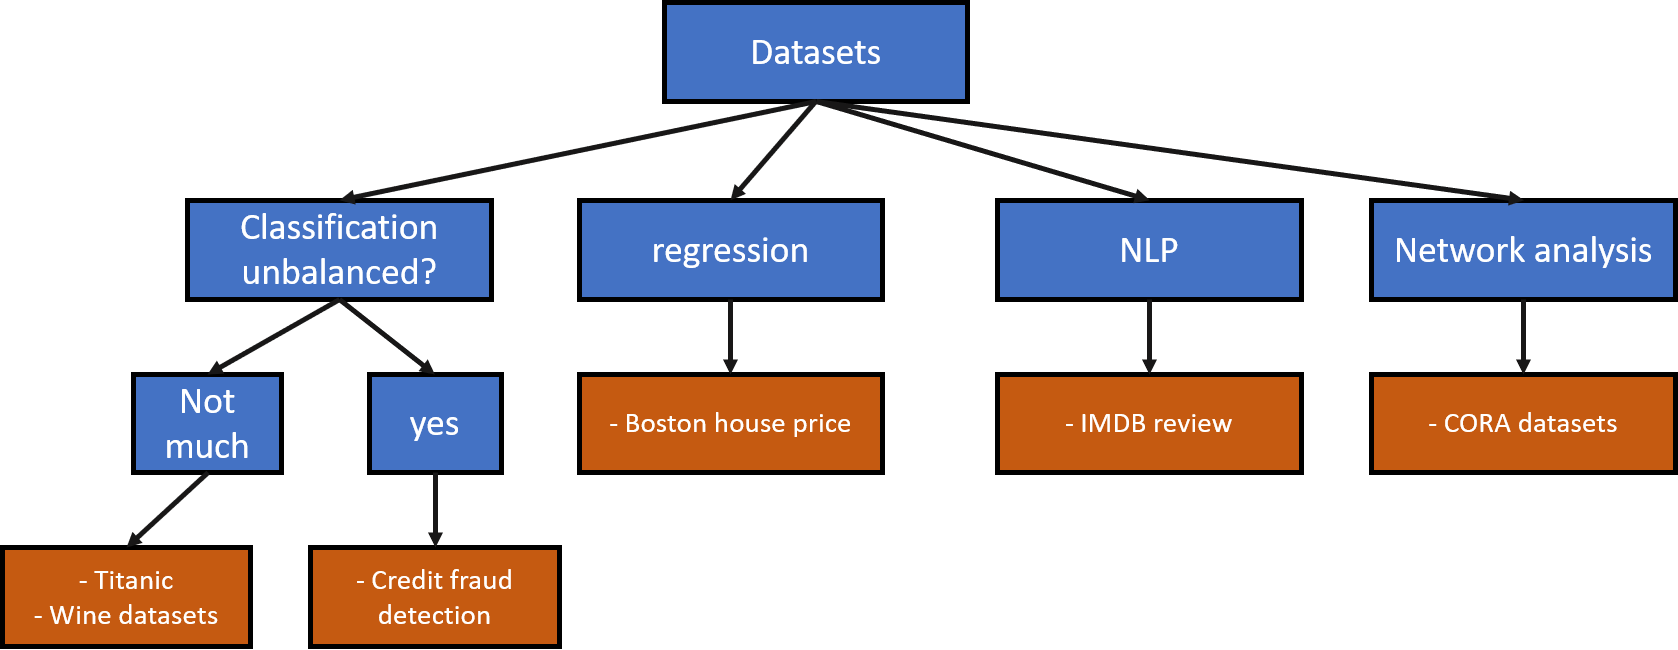 Datasets
Classification
unbalanced?
regression
NLP
Network analysis
Not
much
yes
- Boston house price
- IMDB review
- CORA datasets
- Titanic
- Wine datasets
- Credit fraud
detection